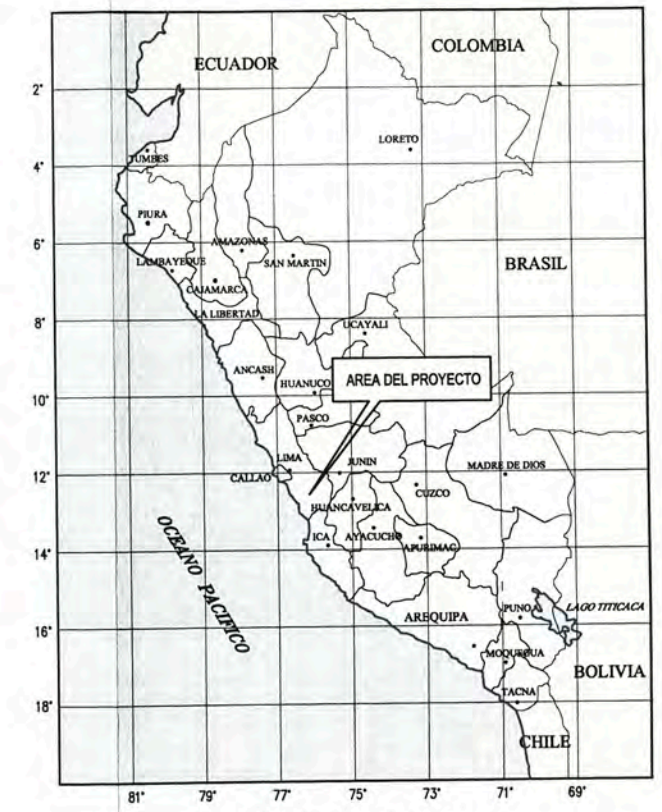 ECUADOR
COLOMBIA
2°
LORETO
4°
TUMBES
PIURA
6°
AMAZONAS
LAMBAYEQUE
SAN MARTIN
BRASIL
CAJAMARCA
LA LIBERTAD
8°
UCAYALI
ANCASH
AREA DEL PROYECTO
HUANUCO
10°
PASCO
LIMA
JUNIN
MADRE DE DIOS
12°
CALLAO
CUZCO
HUANCAVELICA
OCEANO PACIFICO
ICA
AYACUCHO
APURIMAC
14°
AREQUIPA
PUNO
LAGO TITICACA
16°
MOQUEGUA
BOLIVIA
TACNA
18°
CHILE
81°
79°
77°
75°
73°
71°
69°